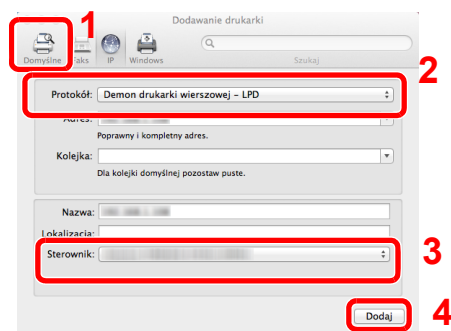 Dodawanie drukarki
1
Domyślne Faks IP Windows Szukaj
2
Protokół: Demon drukarki wierszowej – LPD
Adres:
Poprawny i kompletny adres.
Kolejka:
Dla kolejki domyślnej pozostaw puste.
Nazwa:
Lokalizacja:
Sterownik:
3
Dodaj
4